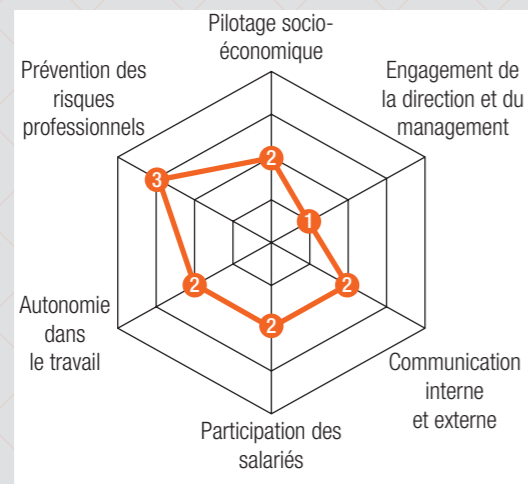 Pilotage socio-
économique
Engagement de
la direction et du
management
Prévention des
risques
professionnels
2
3
1
2
2
2
Autonomie
dans
le travail
Communication
interne
et externe
Participation des
salariés